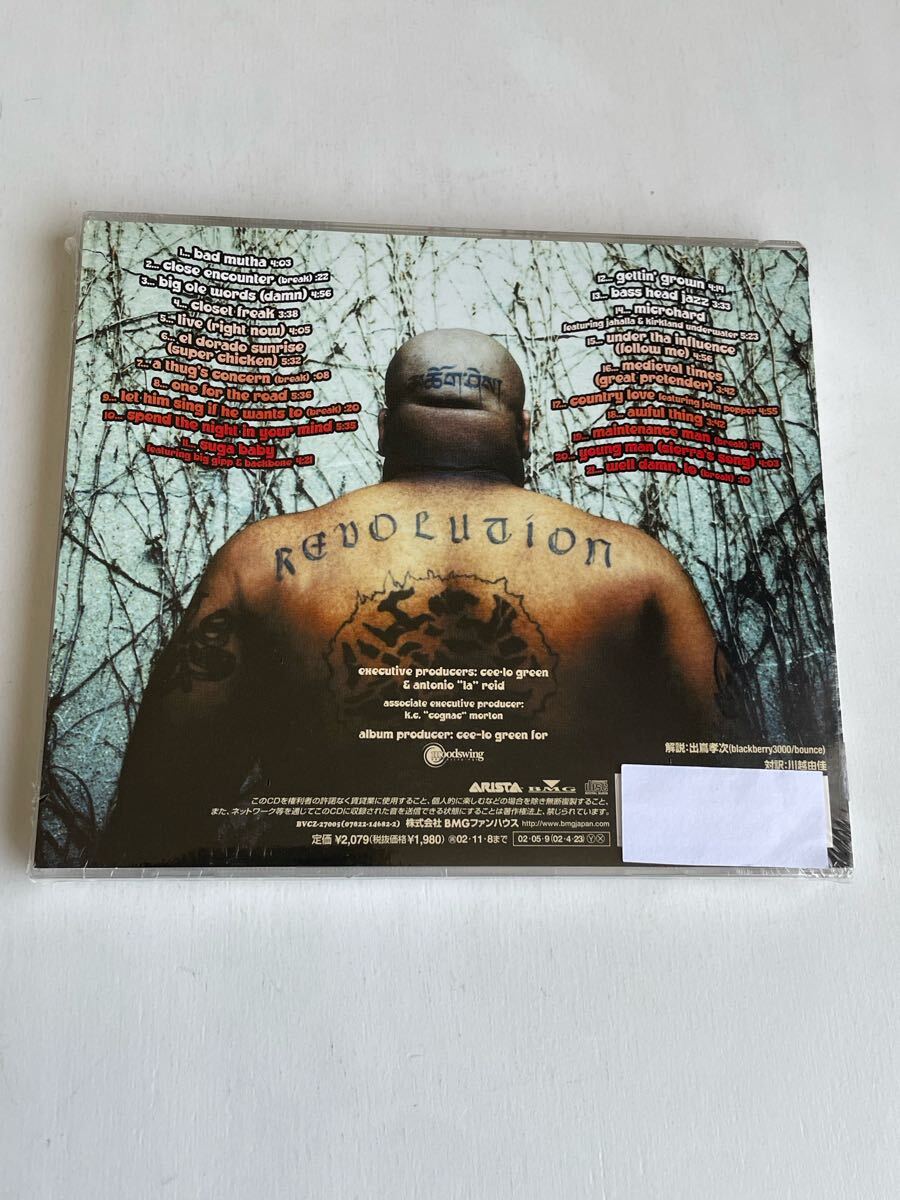 1... bad mutha 4:03
2... close encounter (break) :22
3... big ole words (damn) 4:56
4... closet freak 3:38
5... live (right now) 4:05
6... el dorado sunrise
(super chicken) 5:32
7... a thug's concern (break) :08
8... one for the road 5:36
9... let him sing if he wants to (break) :20
10... spend the night in your mind 5:35
11... suga baby
featuring big gipp & backbone 4:21
12... gettin' grown 4:14
13... bass head jazz 3:33
14... microhard
featuring jahalla & kirkland underwater 5:23
15... under tha influence
(follow me) 4:56
16... medieval times
(great pretender) 3:42
17... country love featuring john popper 4:55
18... awful thing 3:42
19... maintenance man (break) :14
20... young man (sierra's song) 4:03
21... well damn, lo (break) :10
REVOLUTION
executive producers: cee-lo green
& antonio "la" reid
associate executive producer:
k.c. "cognac" morton
album producer: cee-lo green for
moodswing
解説:出嶌孝次(blackberry3000/bounce)
対訳:川越由佳
ARISTA BMG
このCDを権利者の許諾なく賃貸業に使用すること、個人的に楽しむなどの場合を除き無断複製すること、
また、ネットワーク等を通じてこのCDに収録された音を送信できる状態にすることは著作権法上、禁じられています。
BVCZ-27005 (07822-14682-2) 株式会社 BMGファンハウス http://www.bmgjapan.com
定価 ¥2,079(税抜価格¥1,980) 再02・11・8まで 02・05・9 (02・4・23) Y X